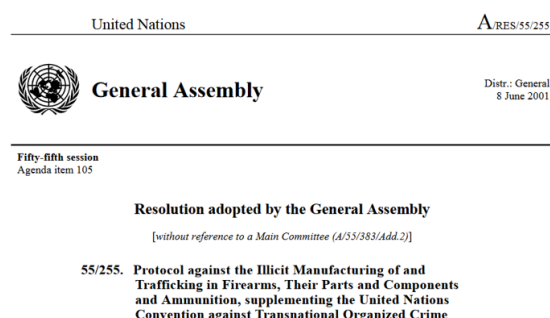 United Nations
A/RES/55/255
General Assembly
Distr.: General
8 June 2001
Fifty-fifth session
Agenda item 105
Resolution adopted by the General Assembly
[without reference to a Main Committee (A/55/383/Add.2)]
55/255. Protocol against the Illicit Manufacturing of and
Trafficking in Firearms, Their Parts and Components
and Ammunition, supplementing the United Nations
Convention against Transnational Organized Crime